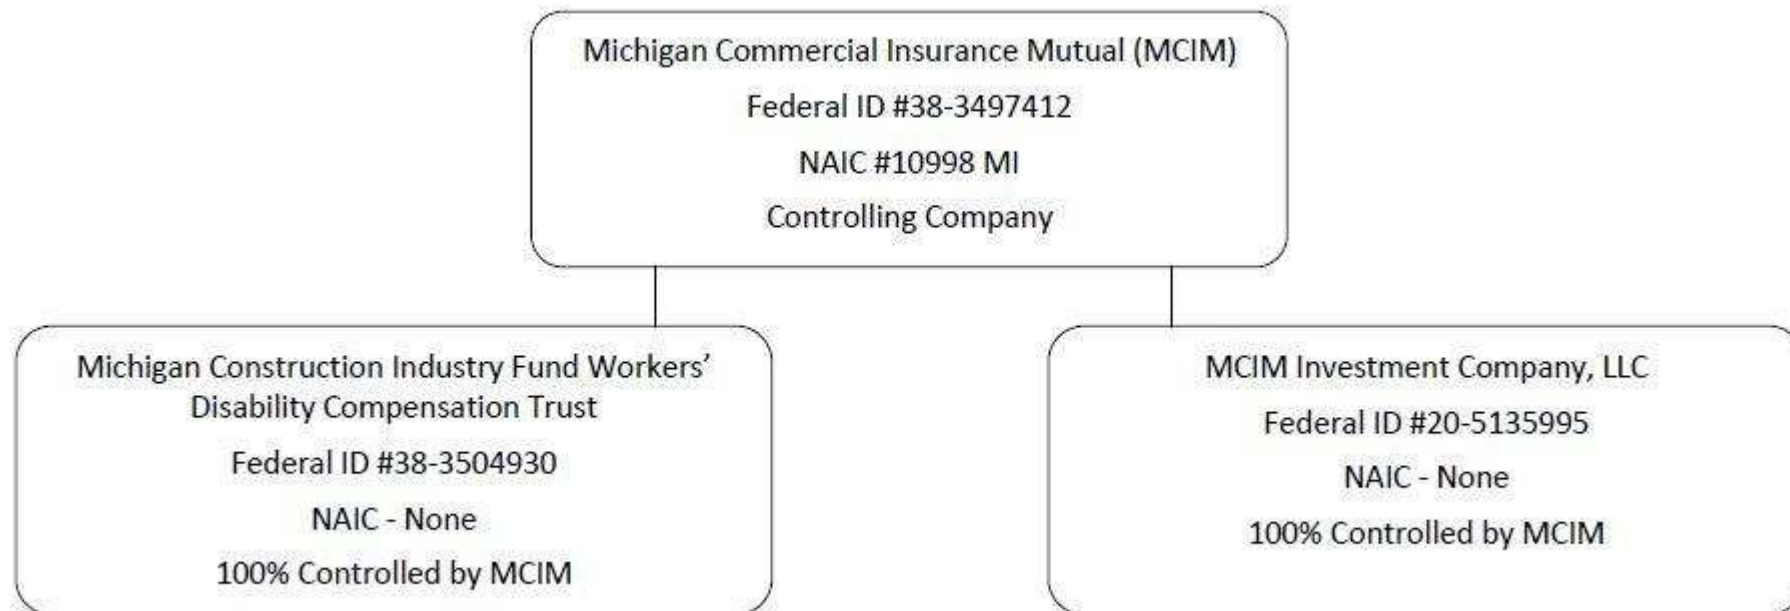 Michigan Commercial Insurance Mutual (MCIM)
Federal ID #38-3497412
NAIC #10998 MI
Controlling Company
Michigan Construction Industry Fund Workers’
Disability Compensation Trust
Federal ID #38-3504930
NAIC - None
100% Controlled by MCIM
MCIM Investment Company, LLC
Federal ID #20-5135995
NAIC - None
100% Controlled by MCIM